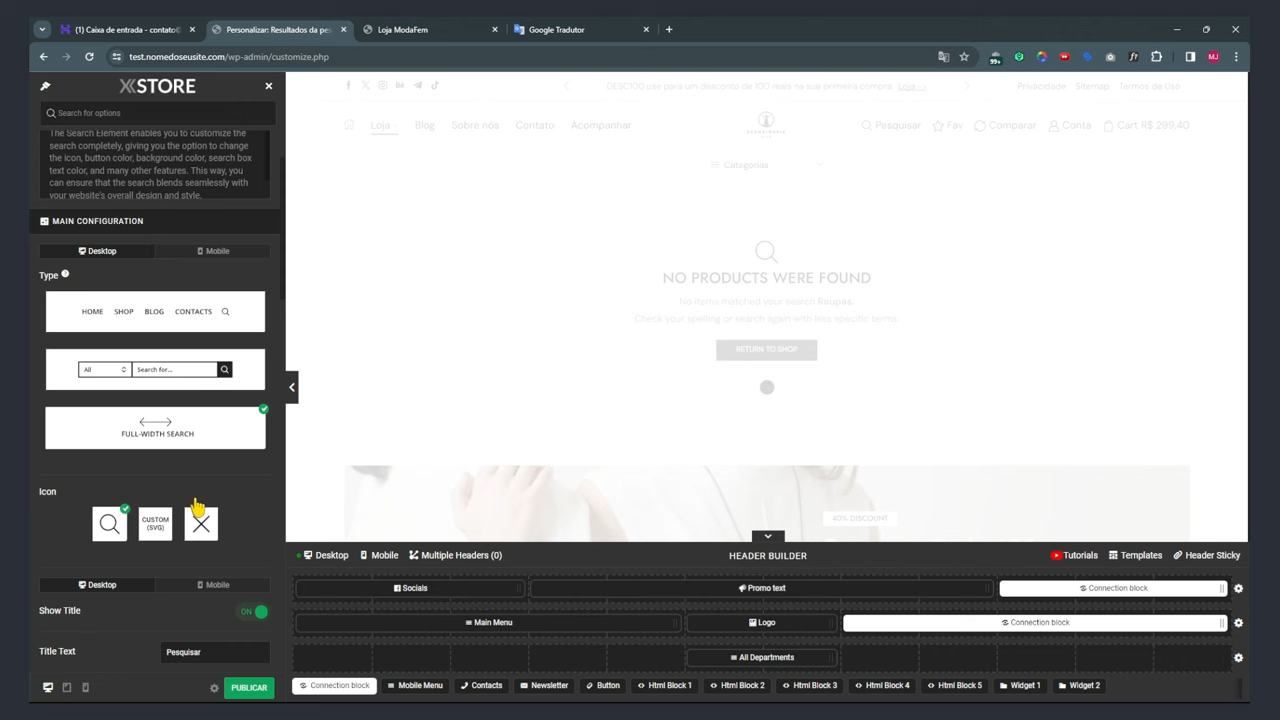 (1) Caixa de entrada - contato@
Personalizar: Resultados da pes
Loja ModaFem
Google Tradutor
test.nomedoseusite.com/wp-admin/customize.php
99+
f?
MJ
XSTORE
Search for options
The Search Element enables you to customize the
search completely, giving you the option to change
the icon, button color, background color, search box
text color, and many other features. This way, you
can ensure that the search blends seamlessly with
your website's overall design and style.
MAIN CONFIGURATION
Desktop
Mobile
Type
HOME SHOP BLOG CONTACTS
All
Search for...
FULL-WIDTH SEARCH
Icon
CUSTOM
(SVG)
Desktop
Mobile
Show Title
ON
Title Text
Pesquisar
PUBLICAR
DESC100 use para um desconto de 100 reais na sua primeira compra
Loja ->
Privacidade
Sitemap
Termos de Uso
Loja
Blog
Sobre nós
Contato
Acompanhar
Pesquisar
Fav
Comparar
Conta
Cart R$ 299,40
Categorias
NO PRODUCTS WERE FOUND
No items matched your search Roupas.
Check your spelling or search again with less specific terms.
RETURN TO SHOP
40% DISCOUNT
Desktop
Mobile
Multiple Headers (0)
HEADER BUILDER
Tutorials
Templates
Header Sticky
Socials
Promo text
Connection block
Main Menu
Logo
Connection block
All Departments
Connection block
Mobile Menu
Contacts
Newsletter
Button
Html Block 1
Html Block 2
Html Block 3
Html Block 4
Html Block 5
Widget 1
Widget 2